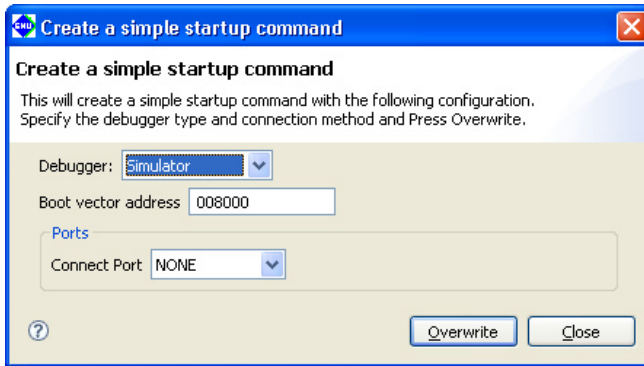 GNU Create a simple startup command
Create a simple startup command
This will create a simple startup command with the following configuration.
Specify the debugger type and connection method and Press Overwrite.
Debugger: Simulator
Boot vector address 008000
Ports
Connect Port NONE
? Overwrite Close